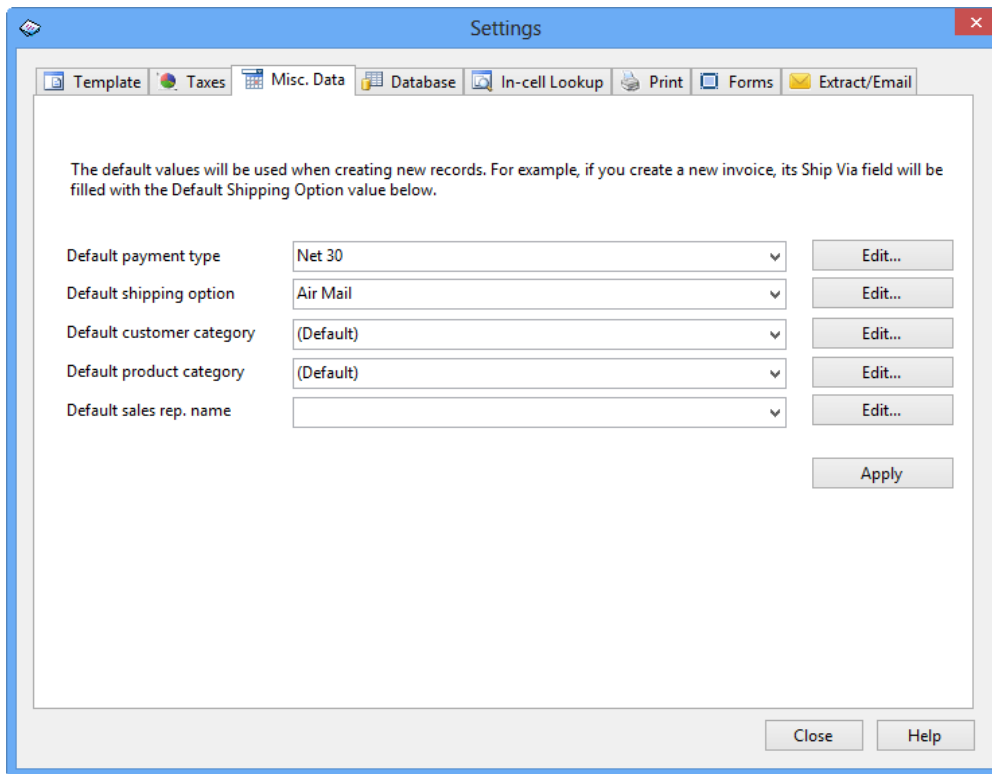 Settings
Template Taxes Misc. Data Database In-cell Lookup Print Forms Extract/Email
The default values will be used when creating new records. For example, if you create a new invoice, its Ship Via field will be
filled with the Default Shipping Option value below.
Default payment type Net 30 Edit...
Default shipping option Air Mail Edit...
Default customer category (Default) Edit...
Default product category (Default) Edit...
Default sales rep. name Edit...
Apply
Close Help